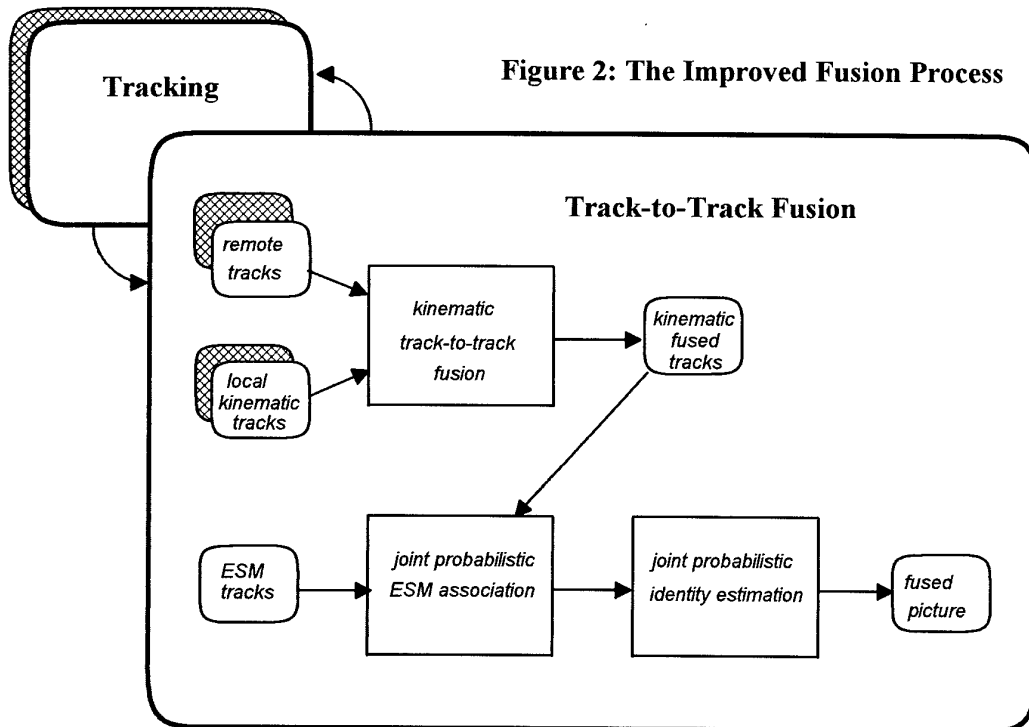 Tracking
Figure 2: The Improved Fusion Process
Track-to-Track Fusion
remote
tracks
kinematic
track-to-track
fusion
kinematic
fused
tracks
local
kinematic
tracks
ESM
tracks
joint probabilistic
ESM association
joint probabilistic
identity estimation
fused
picture